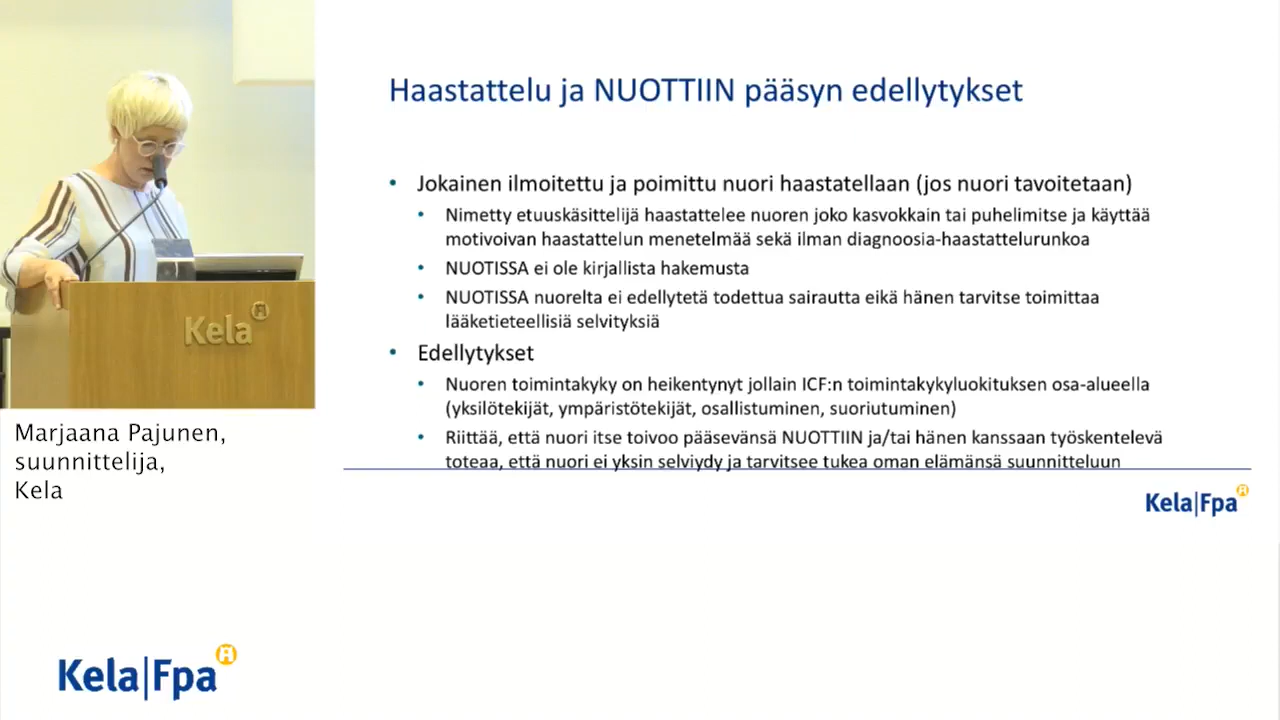 Haastattelu ja NUOTTIIN pääsyn edellytykset
• Jokainen ilmoitettu ja poimittu nuori haastatellaan (jos nuori tavoitetaan)
• Nimetty etuuskäsittelijä haastattelee nuoren joko kasvokkain tai puhelimitse ja käyttää
motivoivan haastattelun menetelmää sekä ilman diagnoosia-haastattelurunkoa
• NUOTISSA ei ole kirjallista hakemusta
• NUOTISSA nuorelta ei edellytetä todettua sairautta eikä hänen tarvitse toimittaa
lääketieteellisiä selvityksiä
• Edellytykset
• Nuoren toimintakyky on heikentynyt jollain ICF:n toimintakykyluokituksen osa-alueella
(yksilötekijät, ympäristötekijät, osallistuminen, suoriutuminen)
• Riittää, että nuori itse toivoo pääsevänsä NUOTTIIN ja/tai hänen kanssaan työskentelevä
toteaa, että nuori ei yksin selviydy ja tarvitsee tukea oman elämänsä suunnitteluun
Kela|Fpa
Kela
Marjaana Pajunen,
suunnittelija,
Kela
Kela|Fpa